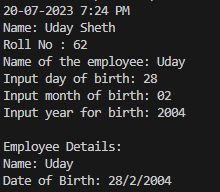 20-07-2023 7:24 PM
Name: Uday Sheth
Roll No : 62
Name of the employee: Uday
Input day of birth: 28
Input month of birth: 02
Input year for birth: 2004

Employee Details:
Name: Uday
Date of Birth: 28/2/2004